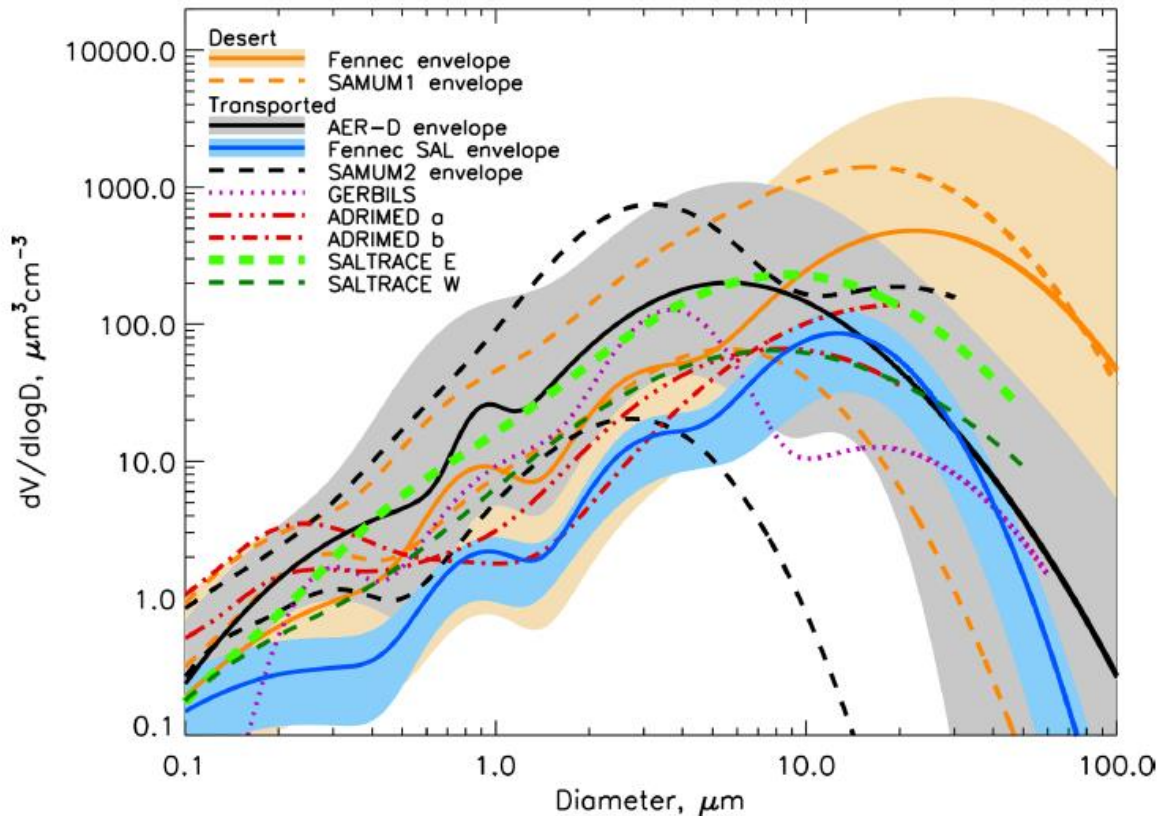 10000.0
1000.0
100.0
10.0
1.0
0.1
dV/dlogD, μm³cm⁻³
Desert
Fennec envelope
SAMUM1 envelope
Transported
AER-D envelope
Fennec SAL envelope
SAMUM2 envelope
GERBILS
ADRIMED a
ADRIMED b
SALTRACE E
SALTRACE W
0.1 1.0 10.0 100.0
Diameter, μm